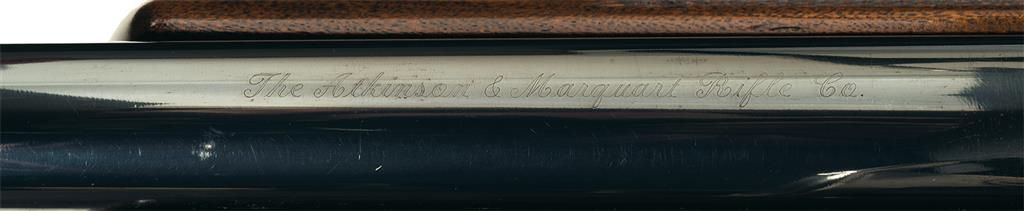 The Atkinson & Marquart Rifle Co.